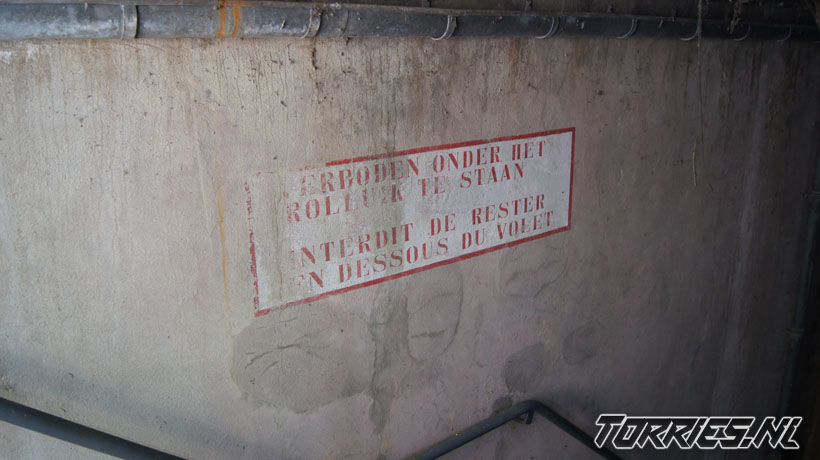 VERBODEN ONDER HET
ROLLUIK TE STAAN
INTERDIT DE RESTER
EN DESSOUS DU VOLET
TORRIES.NL